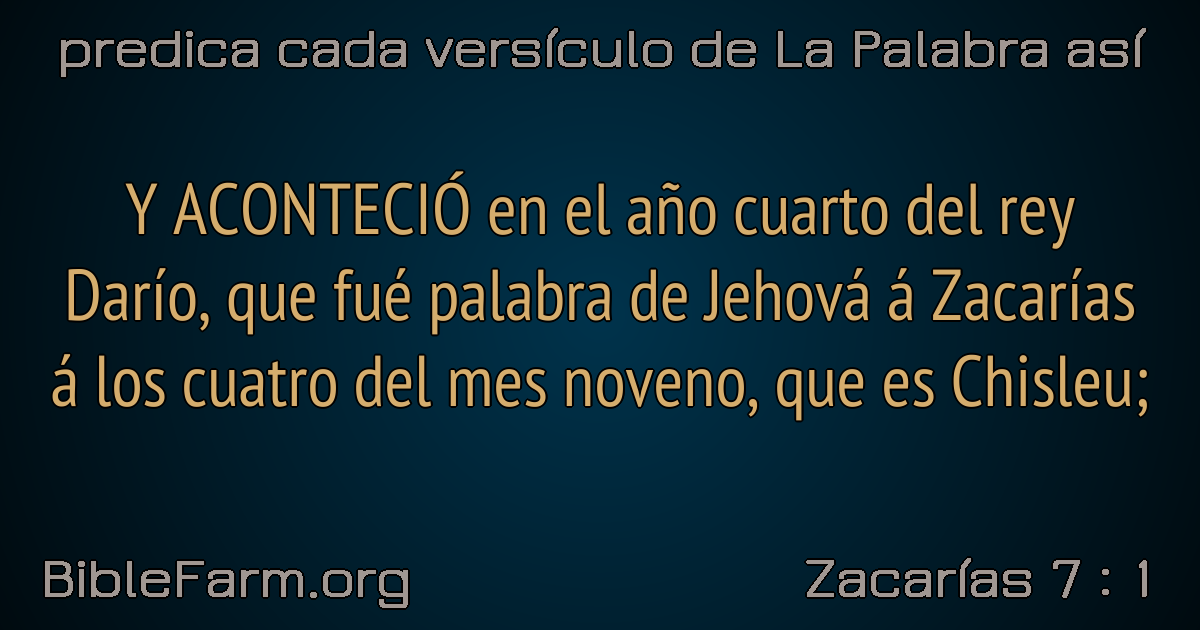 predica cada versículo de La Palabra así
Y ACONTECIÓ en el año cuarto del rey
Darío, que fué palabra de Jehová á Zacarías
á los cuatro del mes noveno, que es Chisleu;
BibleFarm.org
Zacarías 7 : 1